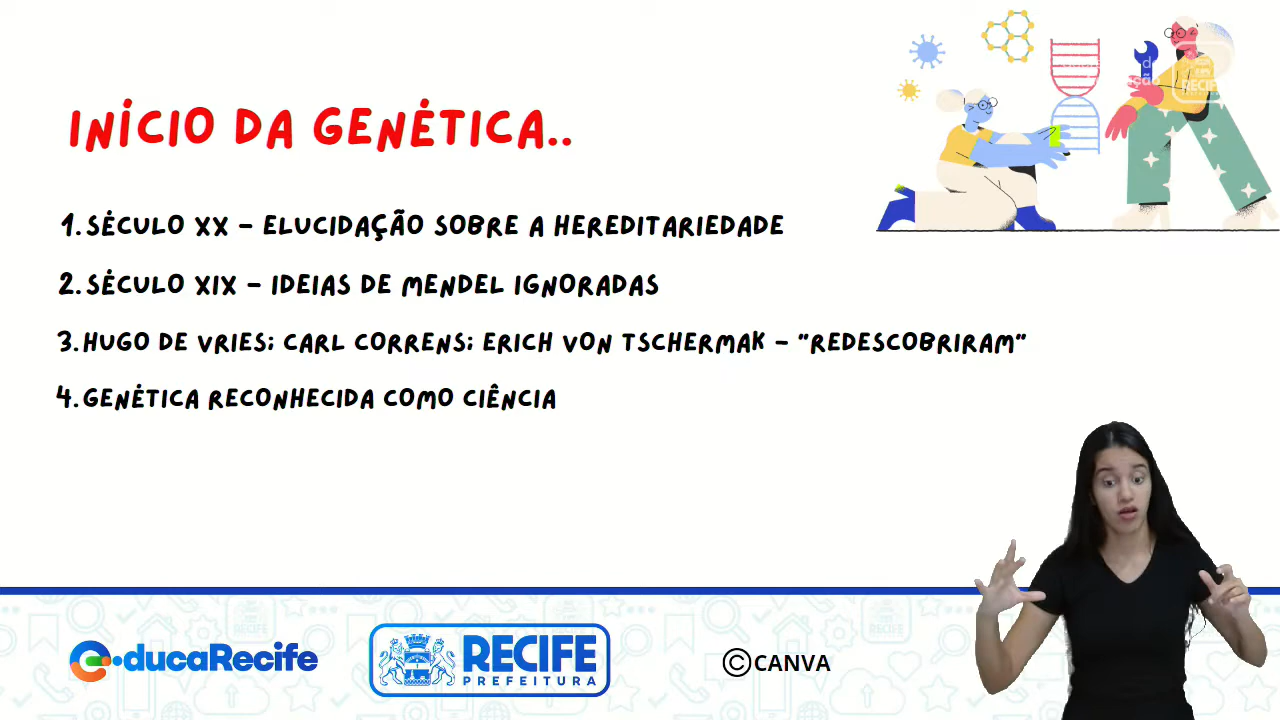 INÍCIO DA GENÉTICA..
1. SÉCULO XX - ELUCIDAÇÃO SOBRE A HEREDITARIEDADE
2. SÉCULO XIX - IDEIAS DE MENDEL IGNORADAS
3. HUGO DE VRIES; CARL CORRENS; ERICH VON TSCHERMAK - "REDESCOBRIRAM"
4. GENÉTICA RECONHECIDA COMO CIÊNCIA
RECIFE
educaRecife
RECIFE
PREFEITURA
©CANVA